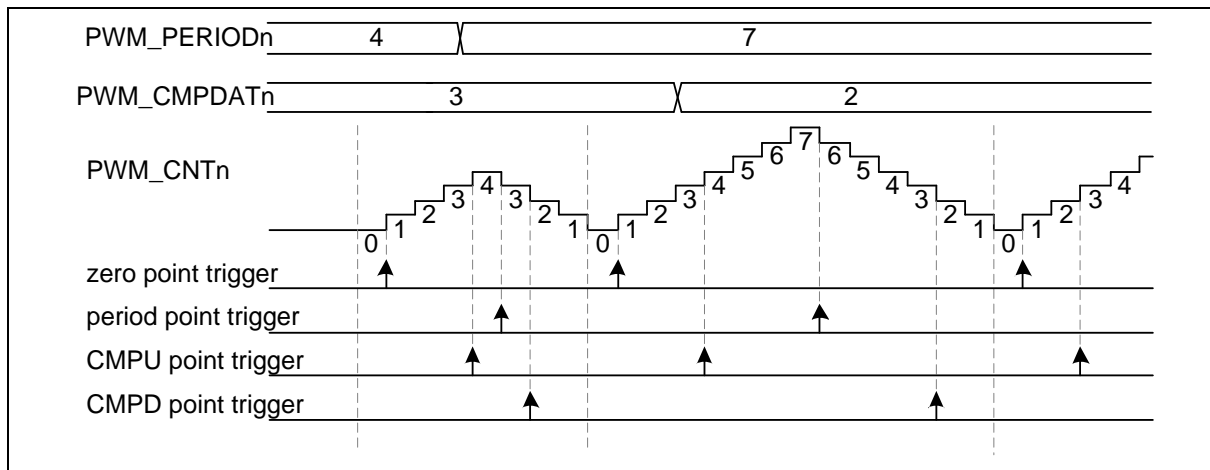 PWM_PERIODn 4 7
PWM_CMPDATn 3 2
PWM_CNTn
0 1 2 3 4 3 2 1 0 1 2 3 4 5 6 7 6 5 4 3 2 1 0 1 2 3 4
zero point trigger
period point trigger
CMPU point trigger
CMPD point trigger